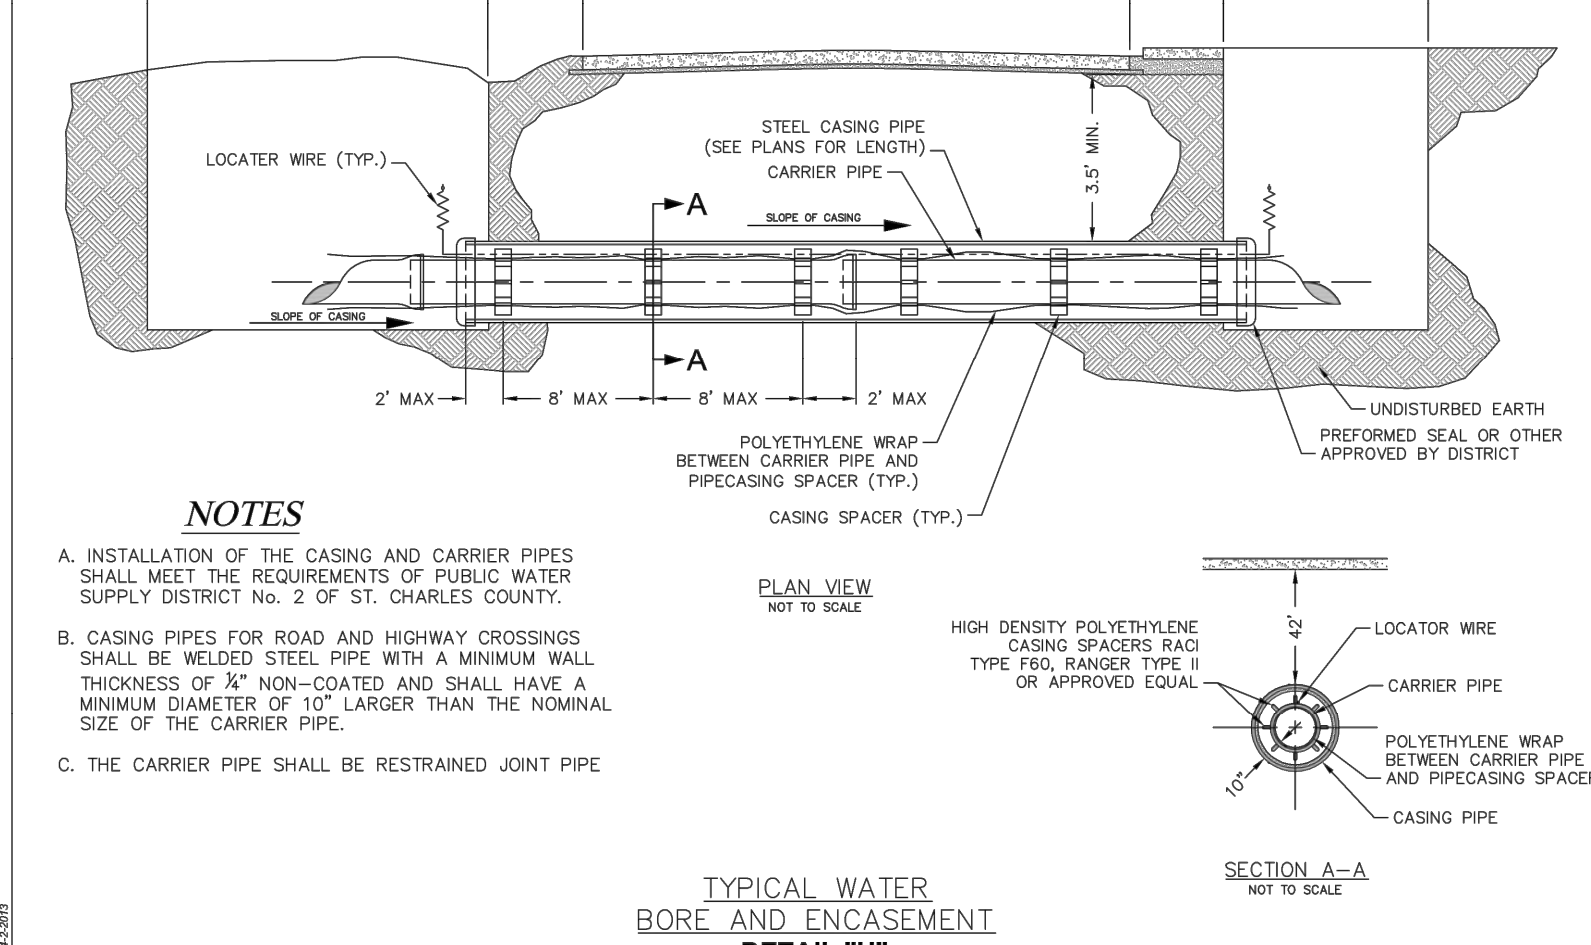 STEEL CASING PIPE
(SEE PLANS FOR LENGTH)
CARRIER PIPE
LOCATER WIRE (TYP.)
3.5' MIN.
A
SLOPE OF CASING
SLOPE OF CASING
A
2' MAX
8' MAX
8' MAX
2' MAX
UNDISTURBED EARTH
PREFORMED SEAL OR OTHER
APPROVED BY DISTRICT
POLYETHYLENE WRAP
BETWEEN CARRIER PIPE AND
PIPECASING SPACER (TYP.)
CASING SPACER (TYP.)
PLAN VIEW
NOT TO SCALE
NOTES
A. INSTALLATION OF THE CASING AND CARRIER PIPES
SHALL MEET THE REQUIREMENTS OF PUBLIC WATER
SUPPLY DISTRICT No. 2 OF ST. CHARLES COUNTY.
B. CASING PIPES FOR ROAD AND HIGHWAY CROSSINGS
SHALL BE WELDED STEEL PIPE WITH A MINIMUM WALL
THICKNESS OF ¼" NON-COATED AND SHALL HAVE A
MINIMUM DIAMETER OF 10" LARGER THAN THE NOMINAL
SIZE OF THE CARRIER PIPE.
C. THE CARRIER PIPE SHALL BE RESTRAINED JOINT PIPE
HIGH DENSITY POLYETHYLENE
CASING SPACERS RACI
TYPE F60, RANGER TYPE II
OR APPROVED EQUAL
42'
LOCATOR WIRE
CARRIER PIPE
POLYETHYLENE WRAP
BETWEEN CARRIER PIPE
AND PIPECASING SPACER
10"
CASING PIPE
SECTION A-A
NOT TO SCALE
TYPICAL WATER
BORE AND ENCASEMENT
DETAIL "H"